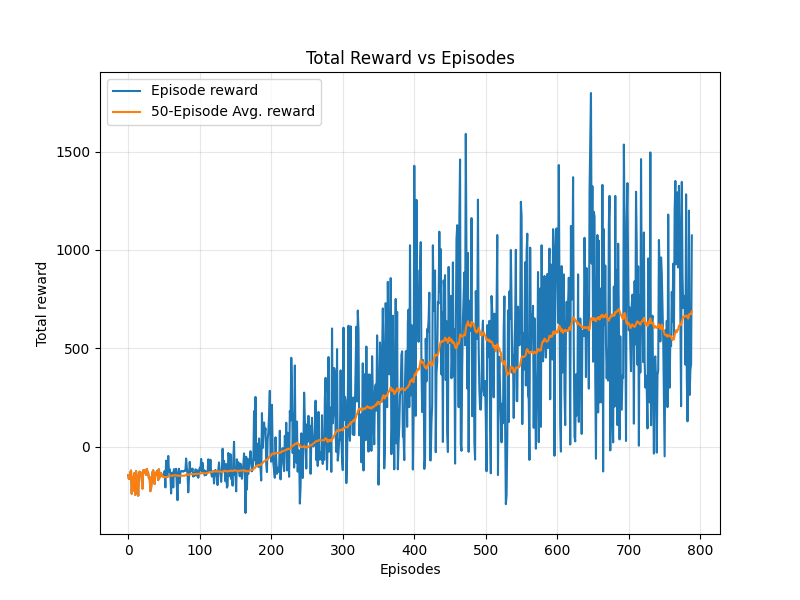 Total Reward vs Episodes
Episode reward
50-Episode Avg. reward
1500
1000
500
0
Total reward
0 100 200 300 400 500 600 700 800
Episodes